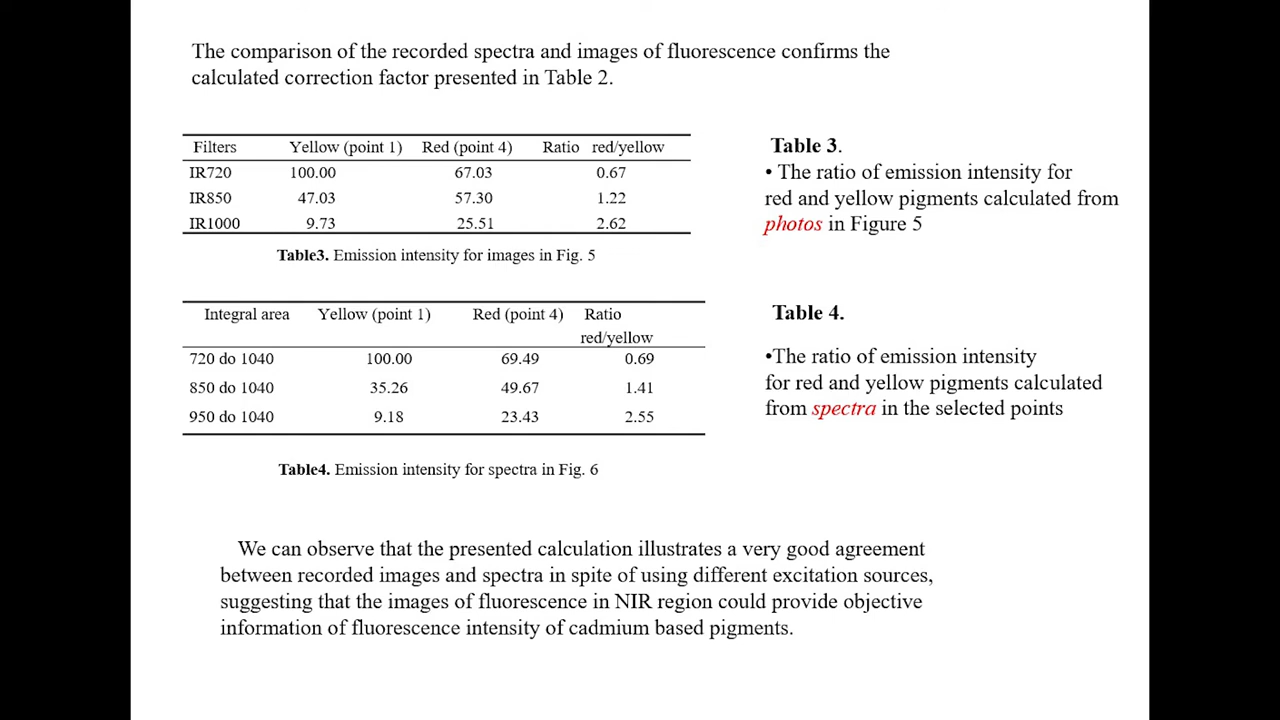 The comparison of the recorded spectra and images of fluorescence confirms the
calculated correction factor presented in Table 2.
Filters Yellow (point 1) Red (point 4) Ratio red/yellow
IR720 100.00 67.03 0.67
IR850 47.03 57.30 1.22
IR1000 9.73 25.51 2.62
Table3. Emission intensity for images in Fig. 5
Table 3.
• The ratio of emission intensity for
red and yellow pigments calculated from
photos in Figure 5
Integral area Yellow (point 1) Red (point 4) Ratio
red/yellow
720 do 1040 100.00 69.49 0.69
850 do 1040 35.26 49.67 1.41
950 do 1040 9.18 23.43 2.55
Table4. Emission intensity for spectra in Fig. 6
Table 4.
•The ratio of emission intensity
for red and yellow pigments calculated
from spectra in the selected points
We can observe that the presented calculation illustrates a very good agreement
between recorded images and spectra in spite of using different excitation sources,
suggesting that the images of fluorescence in NIR region could provide objective
information of fluorescence intensity of cadmium based pigments.